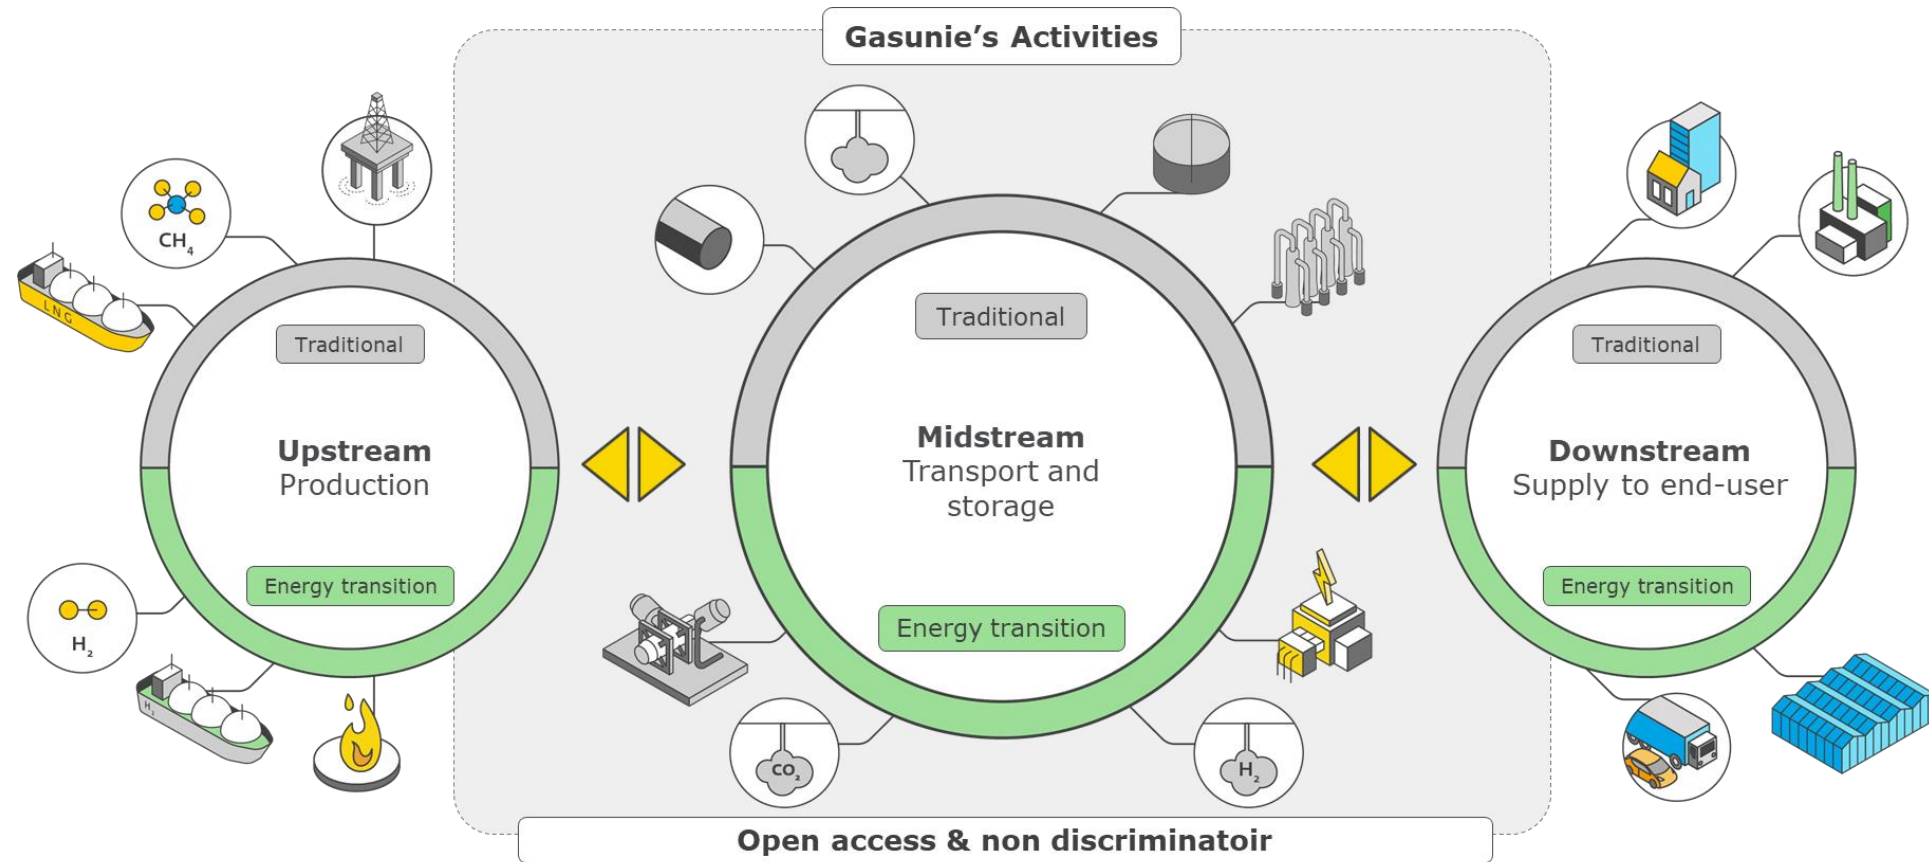 Gasunie’s Activities
CH₄
LNG
Traditional
Upstream
Production
Energy transition
H₂
H₂
Traditional
Midstream
Transport and
storage
Energy transition
CO₂
H₂
Traditional
Downstream
Supply to end-user
Energy transition
Open access & non discriminatoir